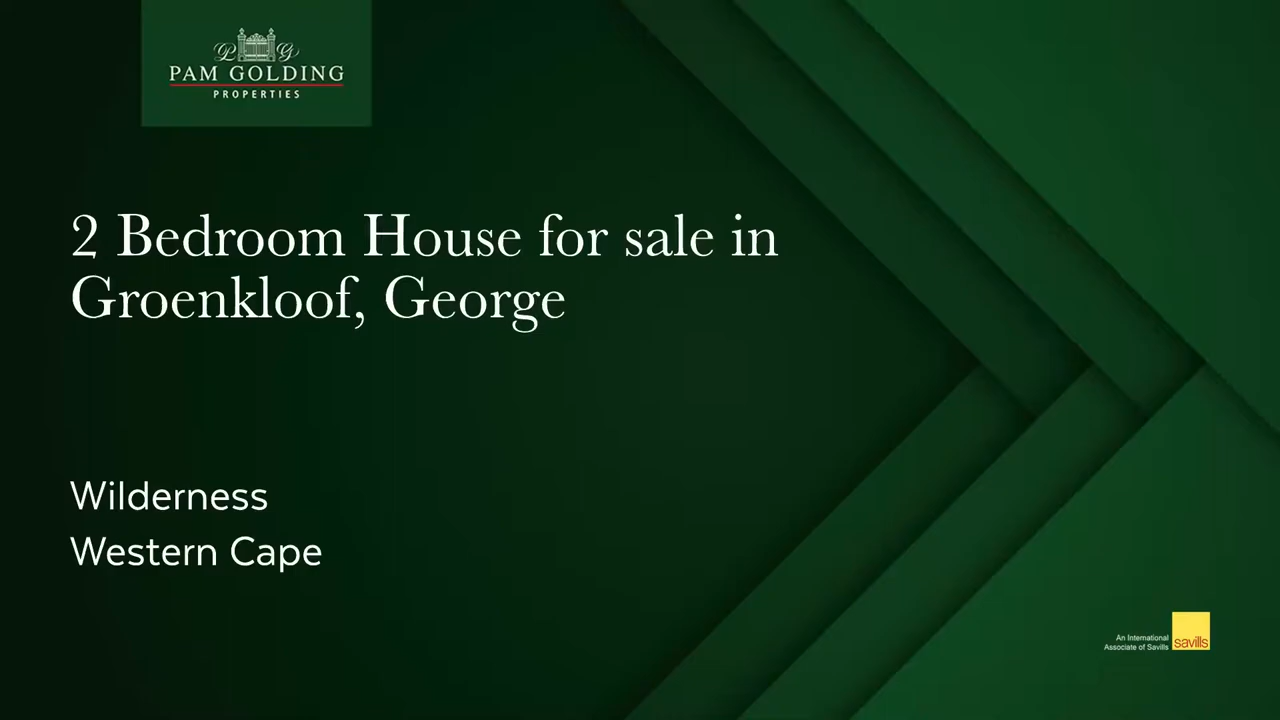 P G
PAM GOLDING
PROPERTIES
2 Bedroom House for sale in
Groenkloof, George
Wilderness
Western Cape
An International
Associate of Savills
savills